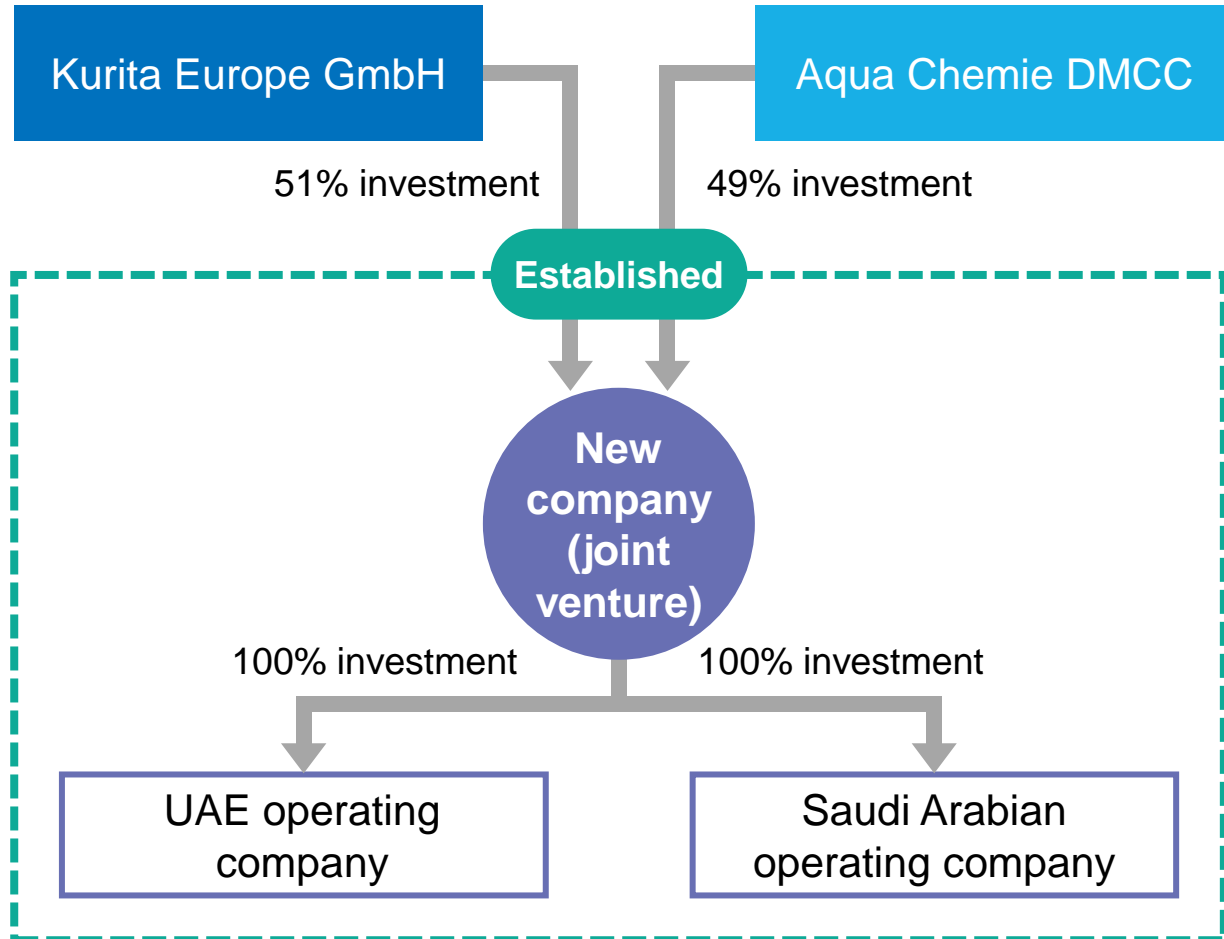 Kurita Europe GmbH
Aqua Chemie DMCC
51% investment
49% investment
Established
New
company
(joint
venture)
100% investment
100% investment
UAE operating
company
Saudi Arabian
operating company